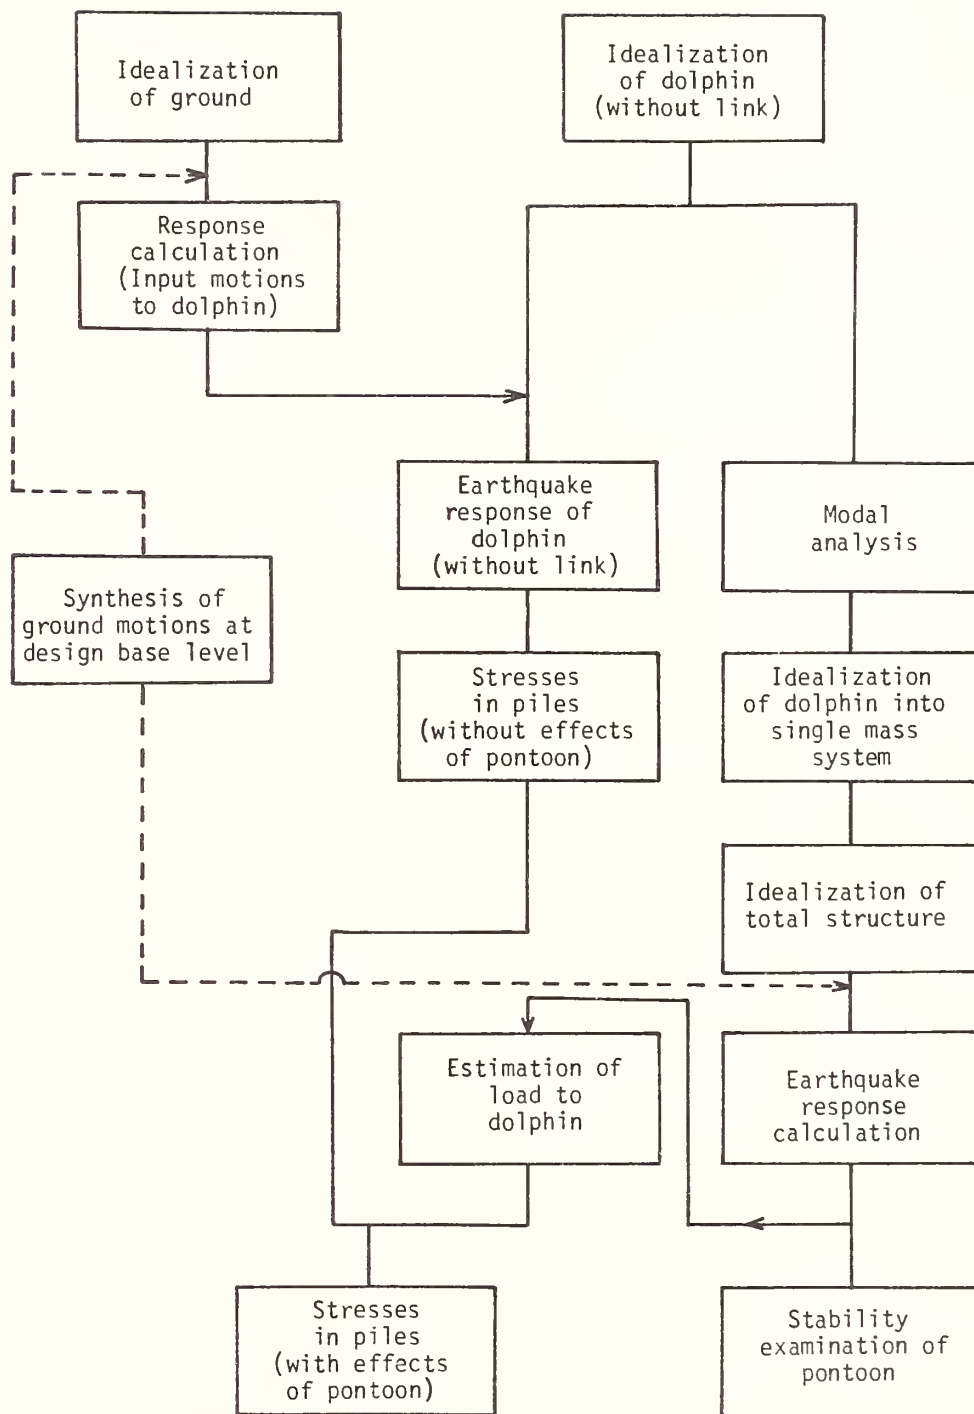 Idealization
of ground
Idealization
of dolphin
(without link)
Response
calculation
(Input motions
to dolphin)
Earthquake
response of
dolphin
(without link)
Modal
analysis
Synthesis of
ground motions at
design base level
Stresses
in piles
(without effects
of pontoon)
Idealization
of dolphin into
single mass
system
Idealization of
total structure
Estimation of
load to
dolphin
Earthquake
response
calculation
Stresses
in piles
(with effects
of pontoon)
Stability
examination of
pontoon